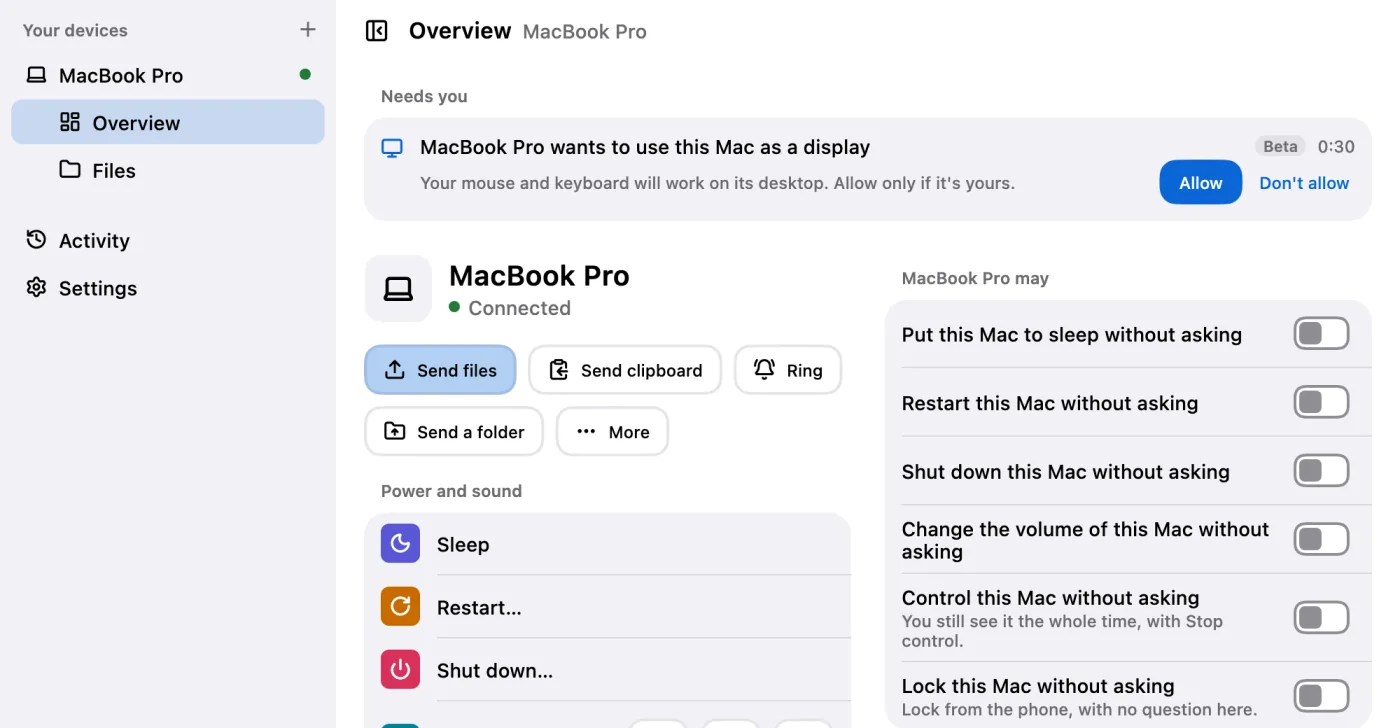 Your devices
MacBook Pro
Overview
Files
Activity
Settings
Overview MacBook Pro
Needs you
MacBook Pro wants to use this Mac as a display
Beta 0:30
Your mouse and keyboard will work on its desktop. Allow only if it's yours.
Allow
Don't allow
MacBook Pro
Connected
Send files
Send clipboard
Ring
Send a folder
More
Power and sound
Sleep
Restart...
Shut down...
MacBook Pro may
Put this Mac to sleep without asking
Restart this Mac without asking
Shut down this Mac without asking
Change the volume of this Mac without
asking
Control this Mac without asking
You still see it the whole time, with Stop
control.
Lock this Mac without asking
Lock from the phone, with no question here.